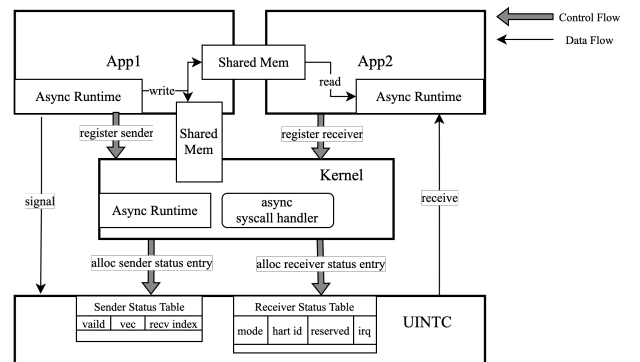 Control Flow
Data Flow
App1
Shared Mem
App2
Async Runtime
write
read
Async Runtime
register sender
Shared
Mem
register receiver
Kernel
signal
Async Runtime
async
syscall handler
receive
alloc sender status entry
alloc receiver status entry
Sender Status Table
vaild
vec
recv index
Receiver Status Table
mode
hart id
reserved
irq
UINTC